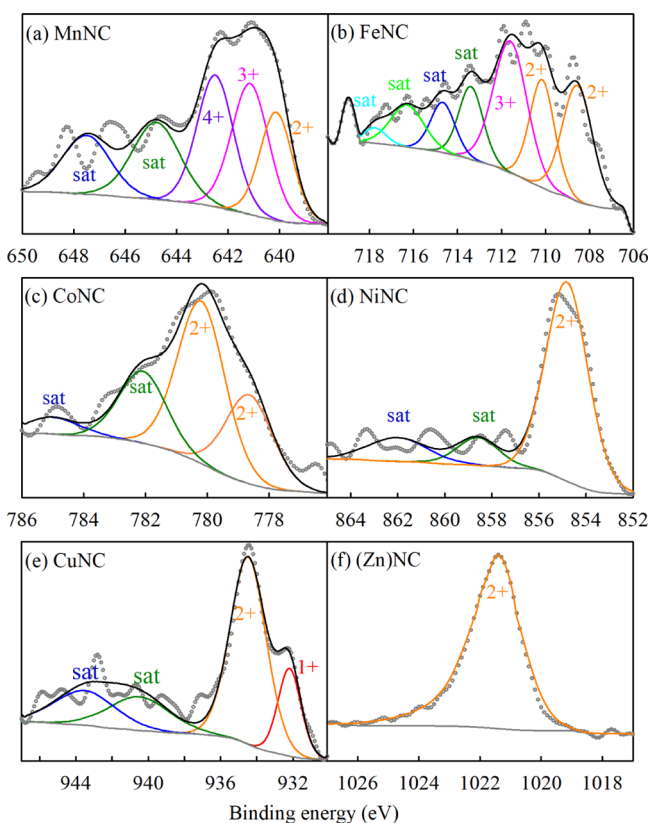 (a) MnNC
3+
4+
2+
sat
sat
650 648 646 644 642 640
(b) FeNC
sat
sat
sat
sat
3+
2+
2+
718 716 714 712 710 708 706
(c) CoNC
2+
sat
2+
sat
786 784 782 780 778
(d) NiNC
2+
sat
sat
864 862 860 858 856 854 852
(e) CuNC
2+
sat
sat
1+
944 940 936 932
(f) (Zn)NC
2+
1026 1024 1022 1020 1018
Binding energy (eV)